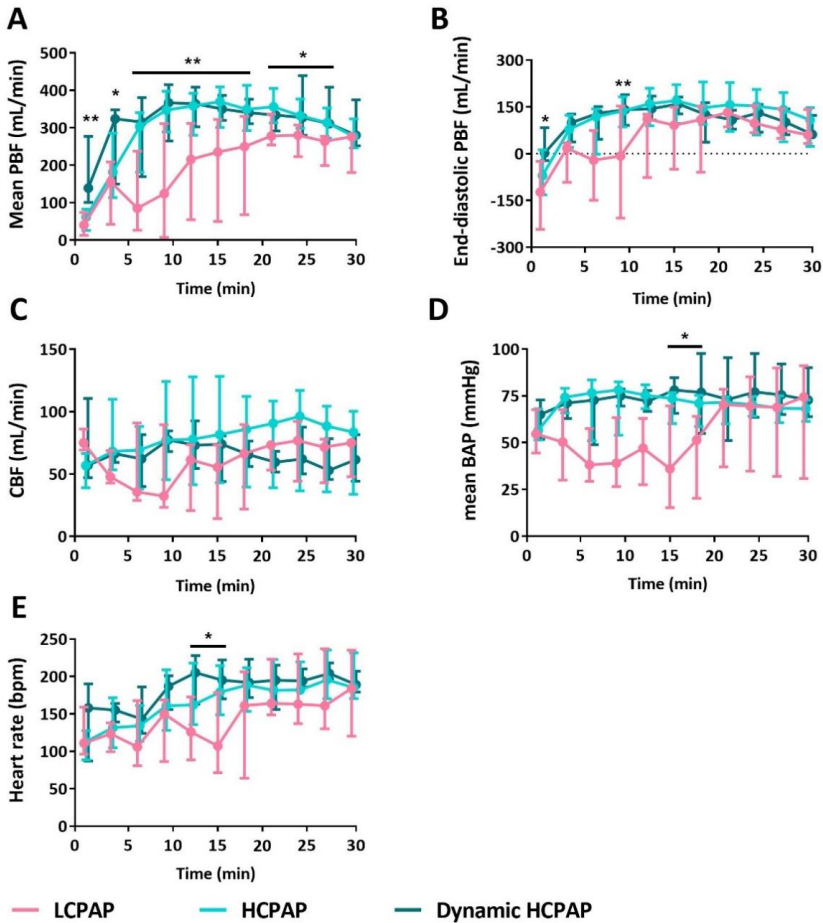 A
Mean PBF (mL/min)
500
400
300
200
100
0
** * ** *
0 5 10 15 20 25 30
Time (min)
B
End-diastolic PBF (mL/min)
300
150
0
-150
-300
* **
0 5 10 15 20 25 30
Time (min)
C
CBF (mL/min)
150
100
50
0
0 5 10 15 20 25 30
Time (min)
D
mean BAP (mmHg)
100
75
50
25
0
*
0 5 10 15 20 25 30
Time (min)
E
Heart rate (bpm)
250
200
150
100
50
0
*
0 5 10 15 20 25 30
Time (min)
LCPAP HCPAP Dynamic HCPAP